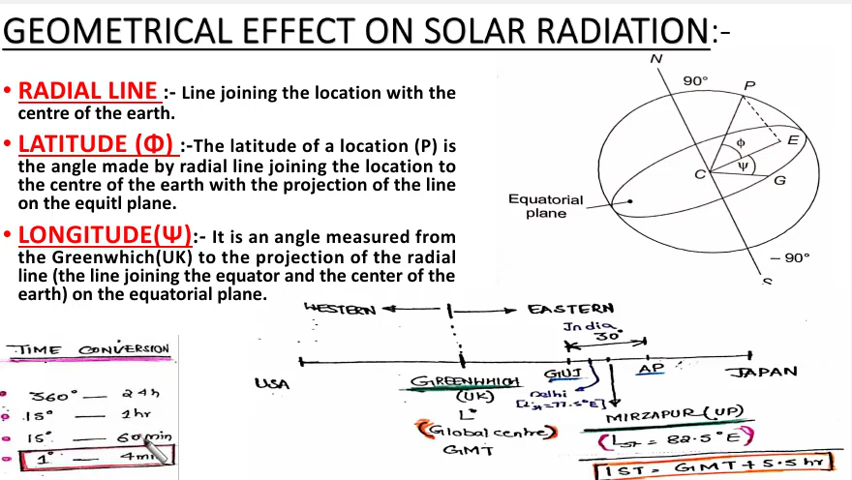 GEOMETRICAL EFFECT ON SOLAR RADIATION:-
• RADIAL LINE :- Line joining the location with the
centre of the earth.
• LATITUDE (Φ) :-The latitude of a location (P) is
the angle made by radial line joining the location to
the centre of the earth with the projection of the line
on the equitl plane.
• LONGITUDE(Ψ):- It is an angle measured from
the Greenwhich(UK) to the projection of the radial
line (the line joining the equator and the center of the
earth) on the equatorial plane.
N
90°
P
E
ϕ
ψ
C
G
Equatorial
plane
– 90°
S
WESTERN
EASTERN
India
30°
USA
GREENWHICH
(UK)
L°
(Global centre)
GMT
GUJ
AP
JAPAN
Delhi
=77.5°E]
MIRZAPUR (UP)
(LST = 82.5°E)
IST = GMT + 5.5 hr
TIME CONVERSION
360° — 24h
15° — 1hr
15° — 60min
1° — 4min